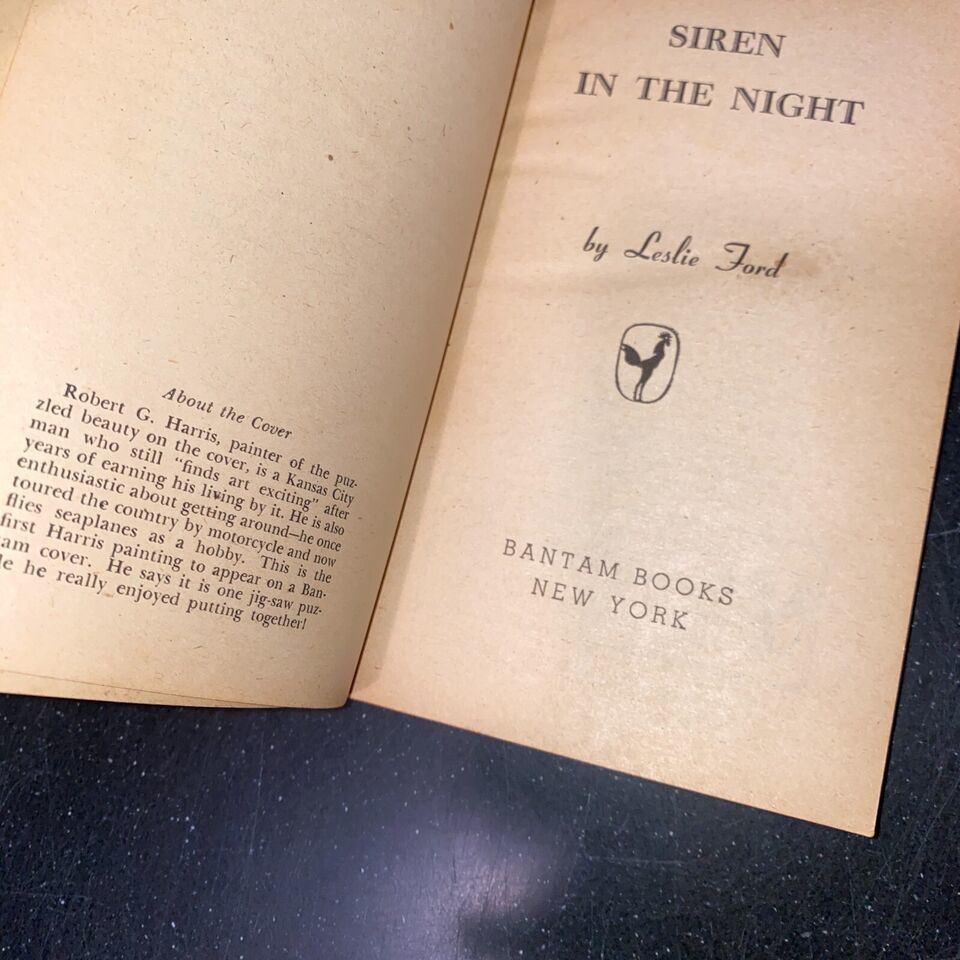 About the Cover
Robert G. Harris, painter of the puz-
zled beauty on the cover, is a Kansas City
man who still "finds art exciting" after
years of earning his living by it. He is also
enthusiastic about getting around—he once
toured the country by motorcycle and now
flies seaplanes as a hobby. This is the
first Harris painting to appear on a Ban-
am cover. He says it is one jig-saw puz-
le he really enjoyed putting together!
SIREN
IN THE NIGHT
by Leslie Ford
BANTAM BOOKS
NEW YORK